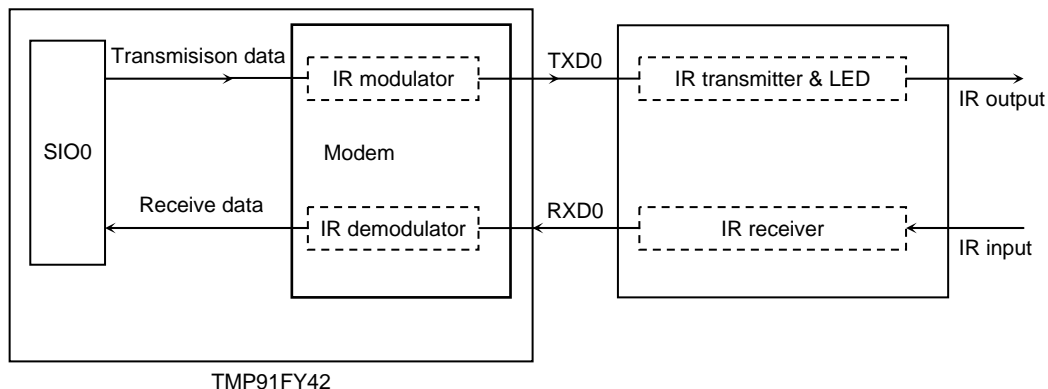 Transmisison data
IR modulator
TXD0
IR transmitter & LED
IR output
SIO0
Modem
Receive data
IR demodulator
RXD0
IR receiver
IR input
TMP91FY42